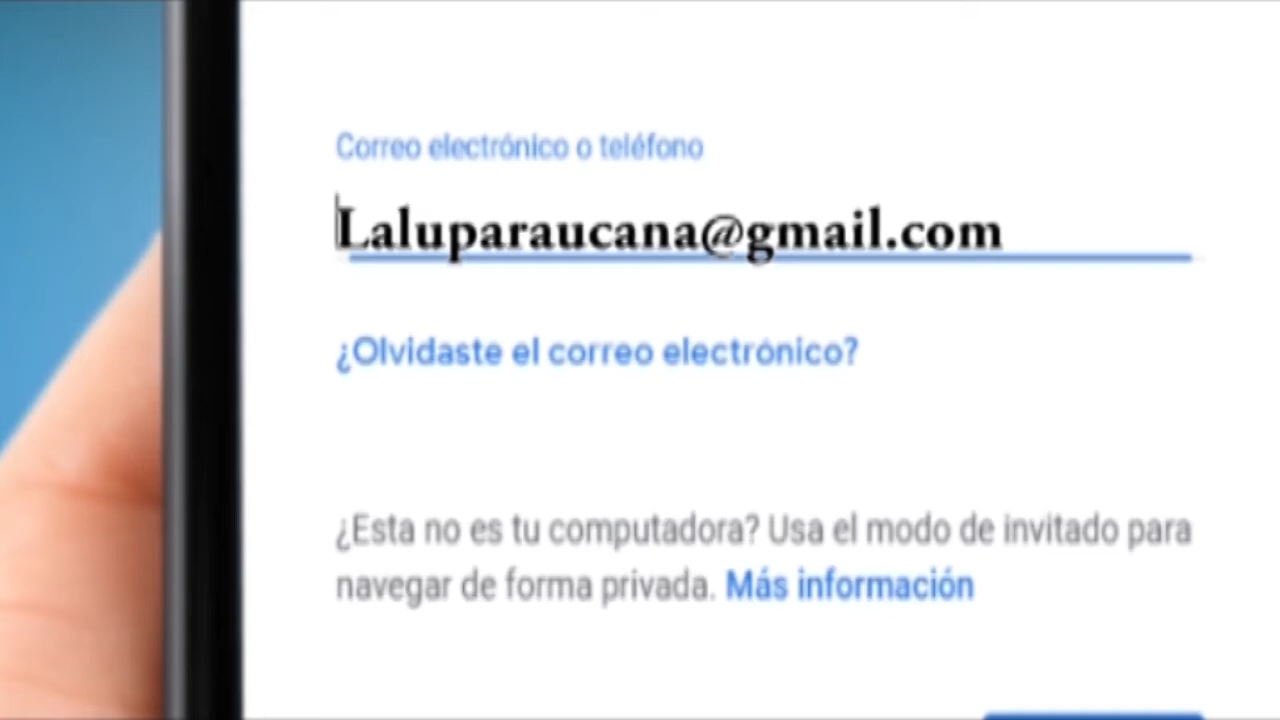 Correo electrónico o teléfono
Laluparaucana@gmail.com
¿Olvidaste el correo electrónico?
¿Esta no es tu computadora? Usa el modo de invitado para
navegar de forma privada. Más información